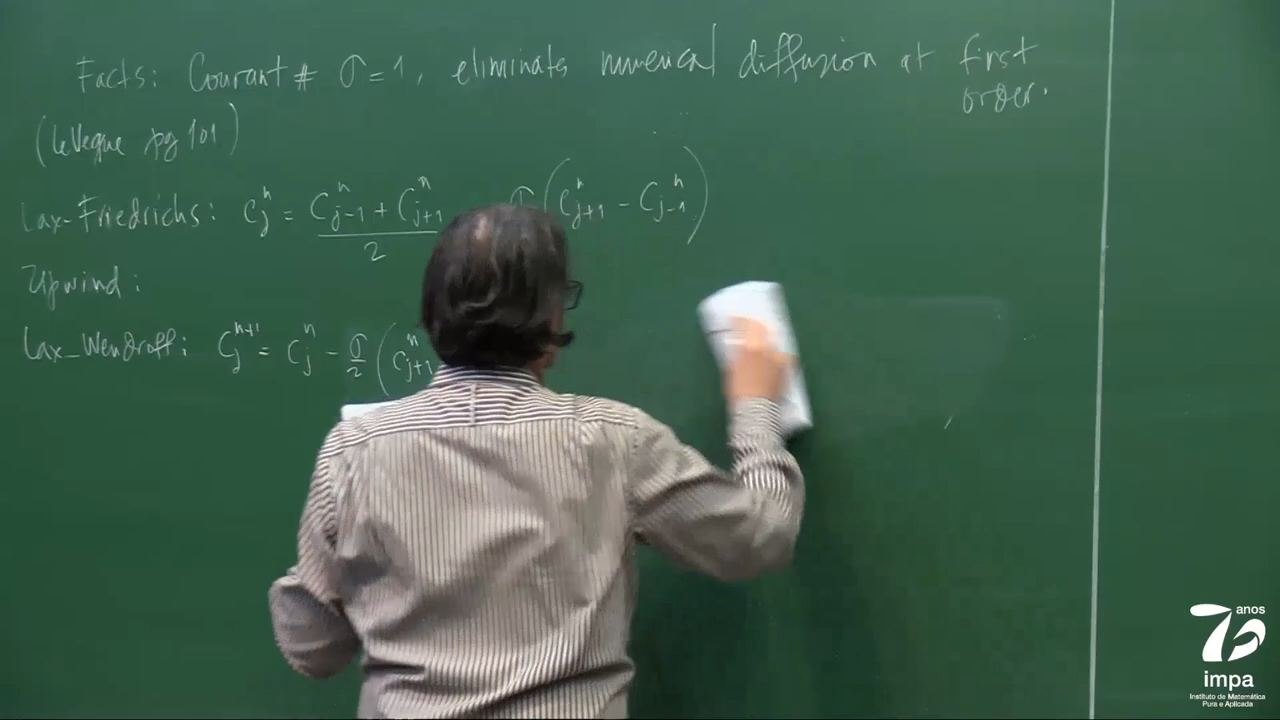 Facts: Courant # σ=1, eliminates numerical diffusion at first
order.
(LeVeque pg 101)
Lax-Friedrichs: C_j^n = (C_{j-1}^n + C_{j+1}^n)/2 σ (C_{j+1}^n - C_{j-1}^n)
Upwind:
Lax_Wendroff: C_j^{n+1} = C_j^n - σ/2 (C_{j+1}^n
75 anos
impa
Instituto de Matemática
Pura e Aplicada